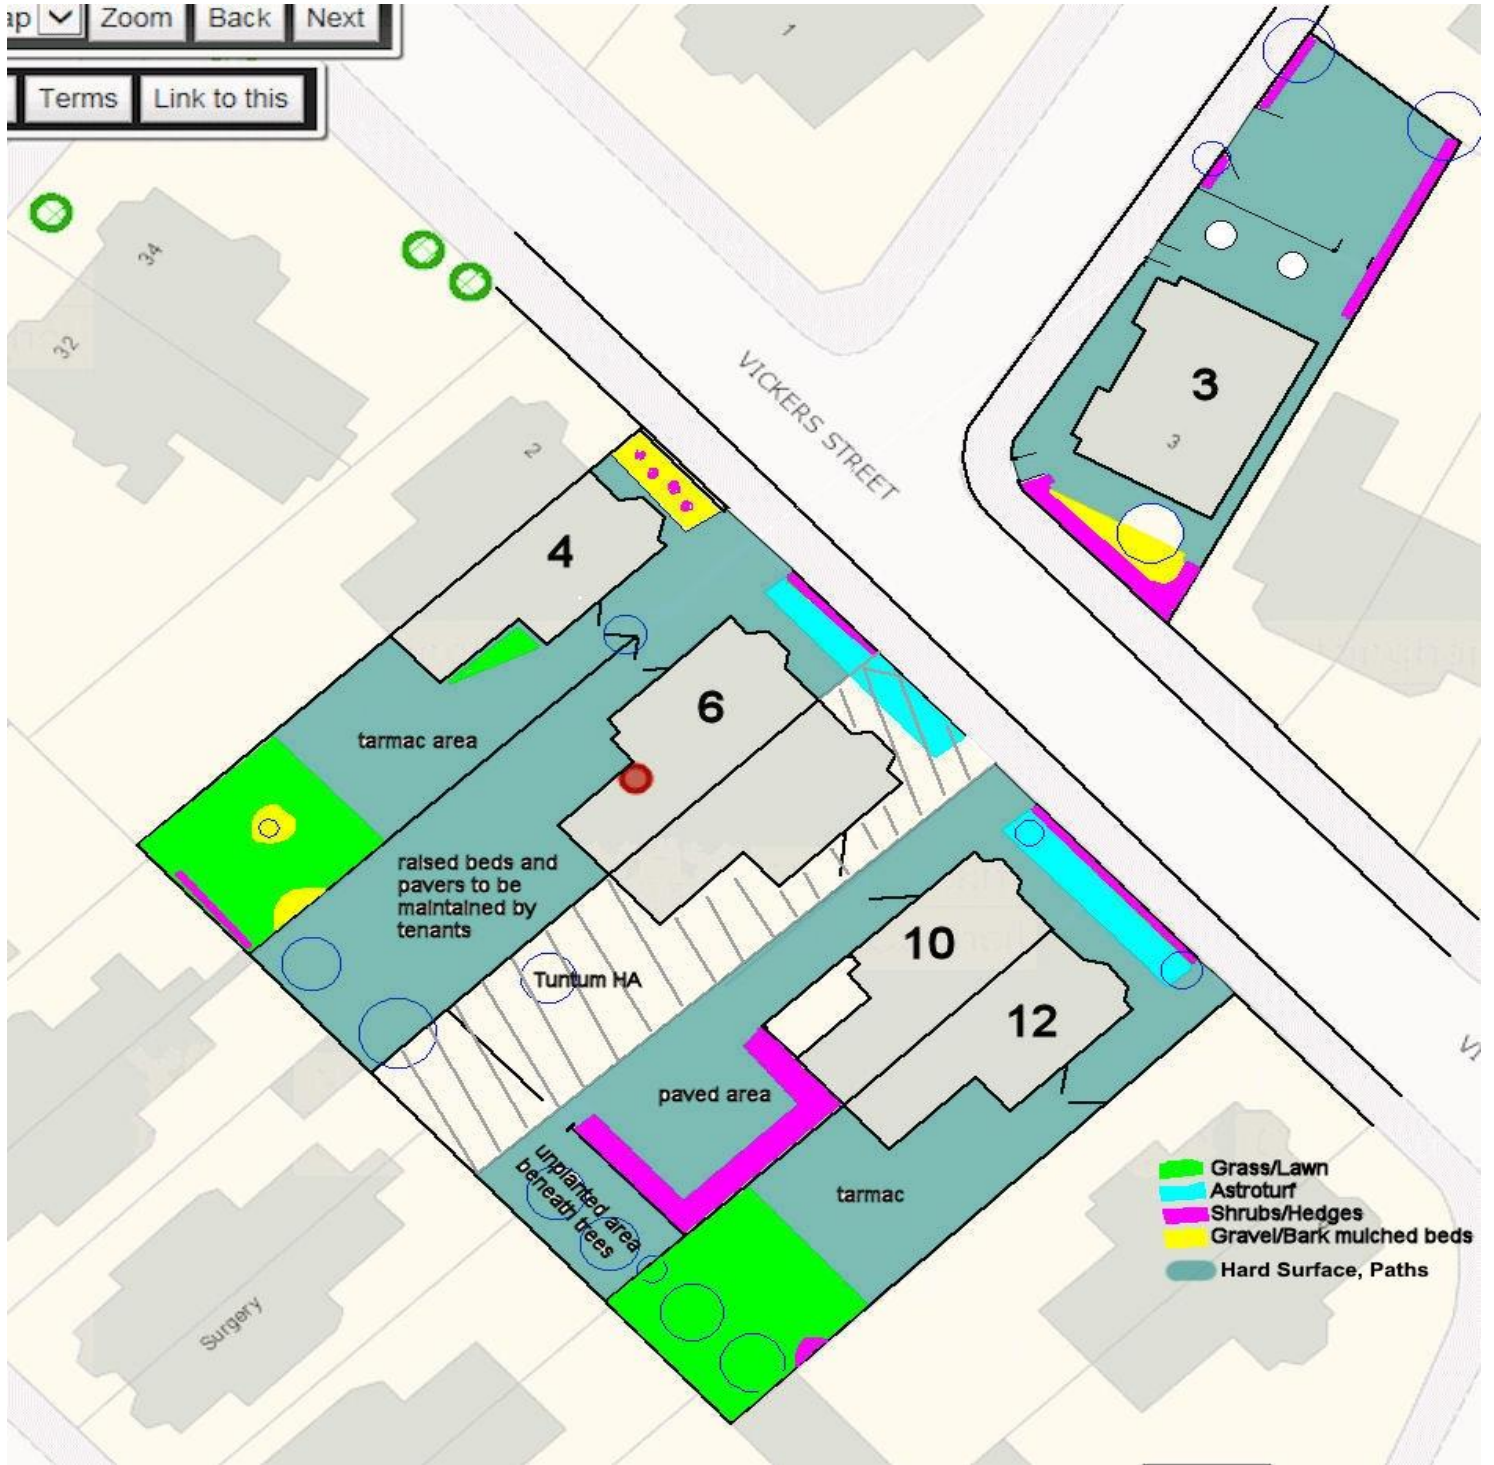 ap
Zoom
Back
Next
Terms
Link to this
1
34
32
2
VICKERS STREET
3
3
4
6
tarmac area
raised beds and
pavers to be
maintained by
tenants
Tuntum HA
10
12
paved area
unplanted area
beneath trees
tarmac
Surgery
Grass/Lawn
Astroturf
Shrubs/Hedges
Gravel/Bark mulched beds
Hard Surface, Paths